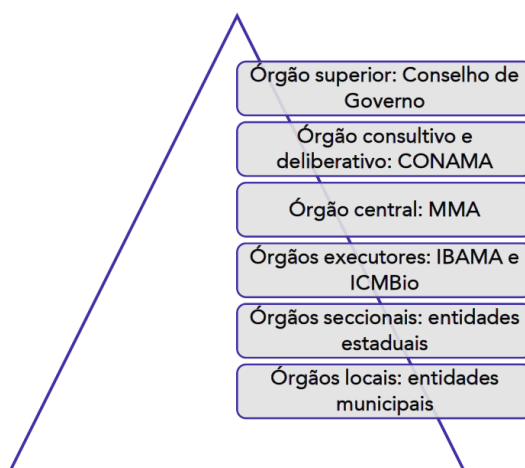 Órgão superior: Conselho de
Governo
Órgão consultivo e
deliberativo: CONAMA
Órgão central: MMA
Órgãos executores: IBAMA e
ICMBio
Órgãos seccionais: entidades
estaduais
Órgãos locais: entidades
municipais